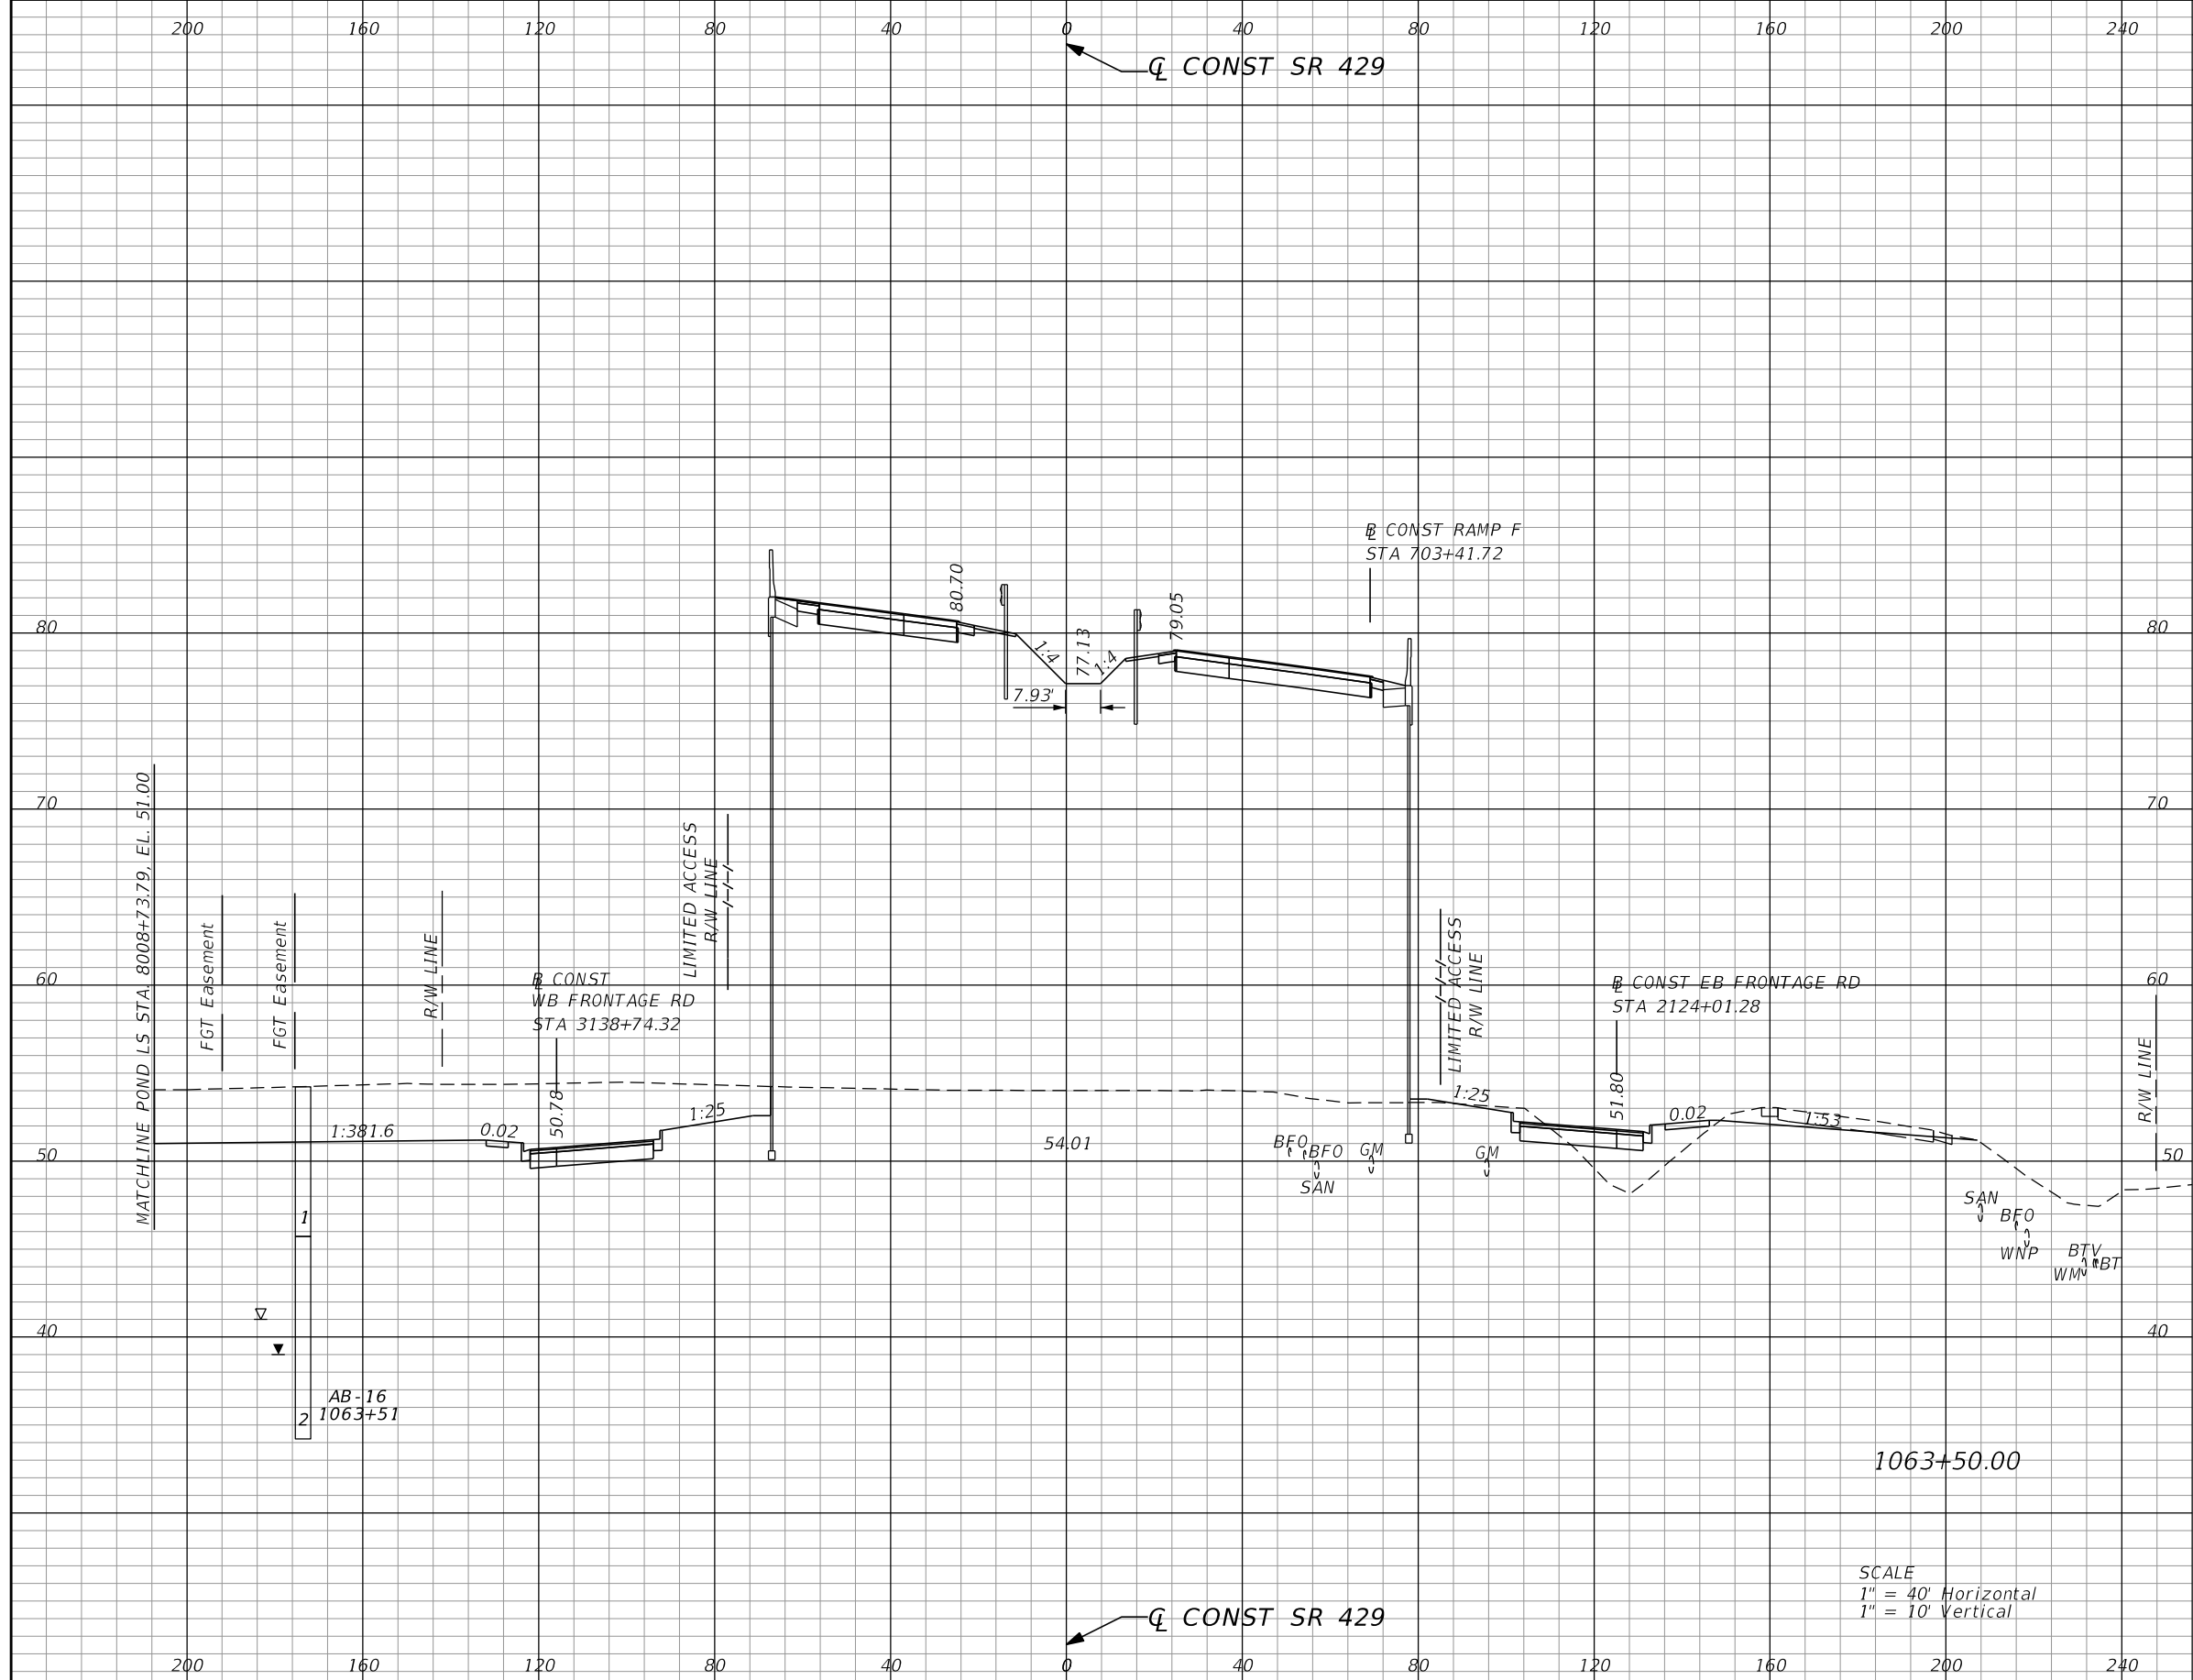 200 160 120 80 40 0 40 80 120 160 200 240
℄ CONST SR 429
℄ CONST RAMP F
STA 703+41.72
80.70
79.05
77.13
1:4
1:4
7.93'
80 80
70 70
60 60
50 50
40 40
MATCHLINE POND LS STA. 8008+73.79, EL. 51.00
FGT Easement
FGT Easement
R/W LINE
LIMITED ACCESS
R/W LINE
B̲L CONST
WB FRONTAGE RD
STA 3138+74.32
50.78
1:381.6
0.02
1:25
54.01
LIMITED ACCESS
R/W LINE
1:25
BL CONST EB FRONTAGE RD
STA 2124+01.28
51.80
0.02
1:53
R/W LINE
BFO
BFO
SAN
GM
GM
SAN
BFO
WNP
BTV
WM
BT
1
2
AB-16
1063+51
1063+50.00
SCALE
1" = 40' Horizontal
1" = 10' Vertical
℄ CONST SR 429
200 160 120 80 40 0 40 80 120 160 200 240